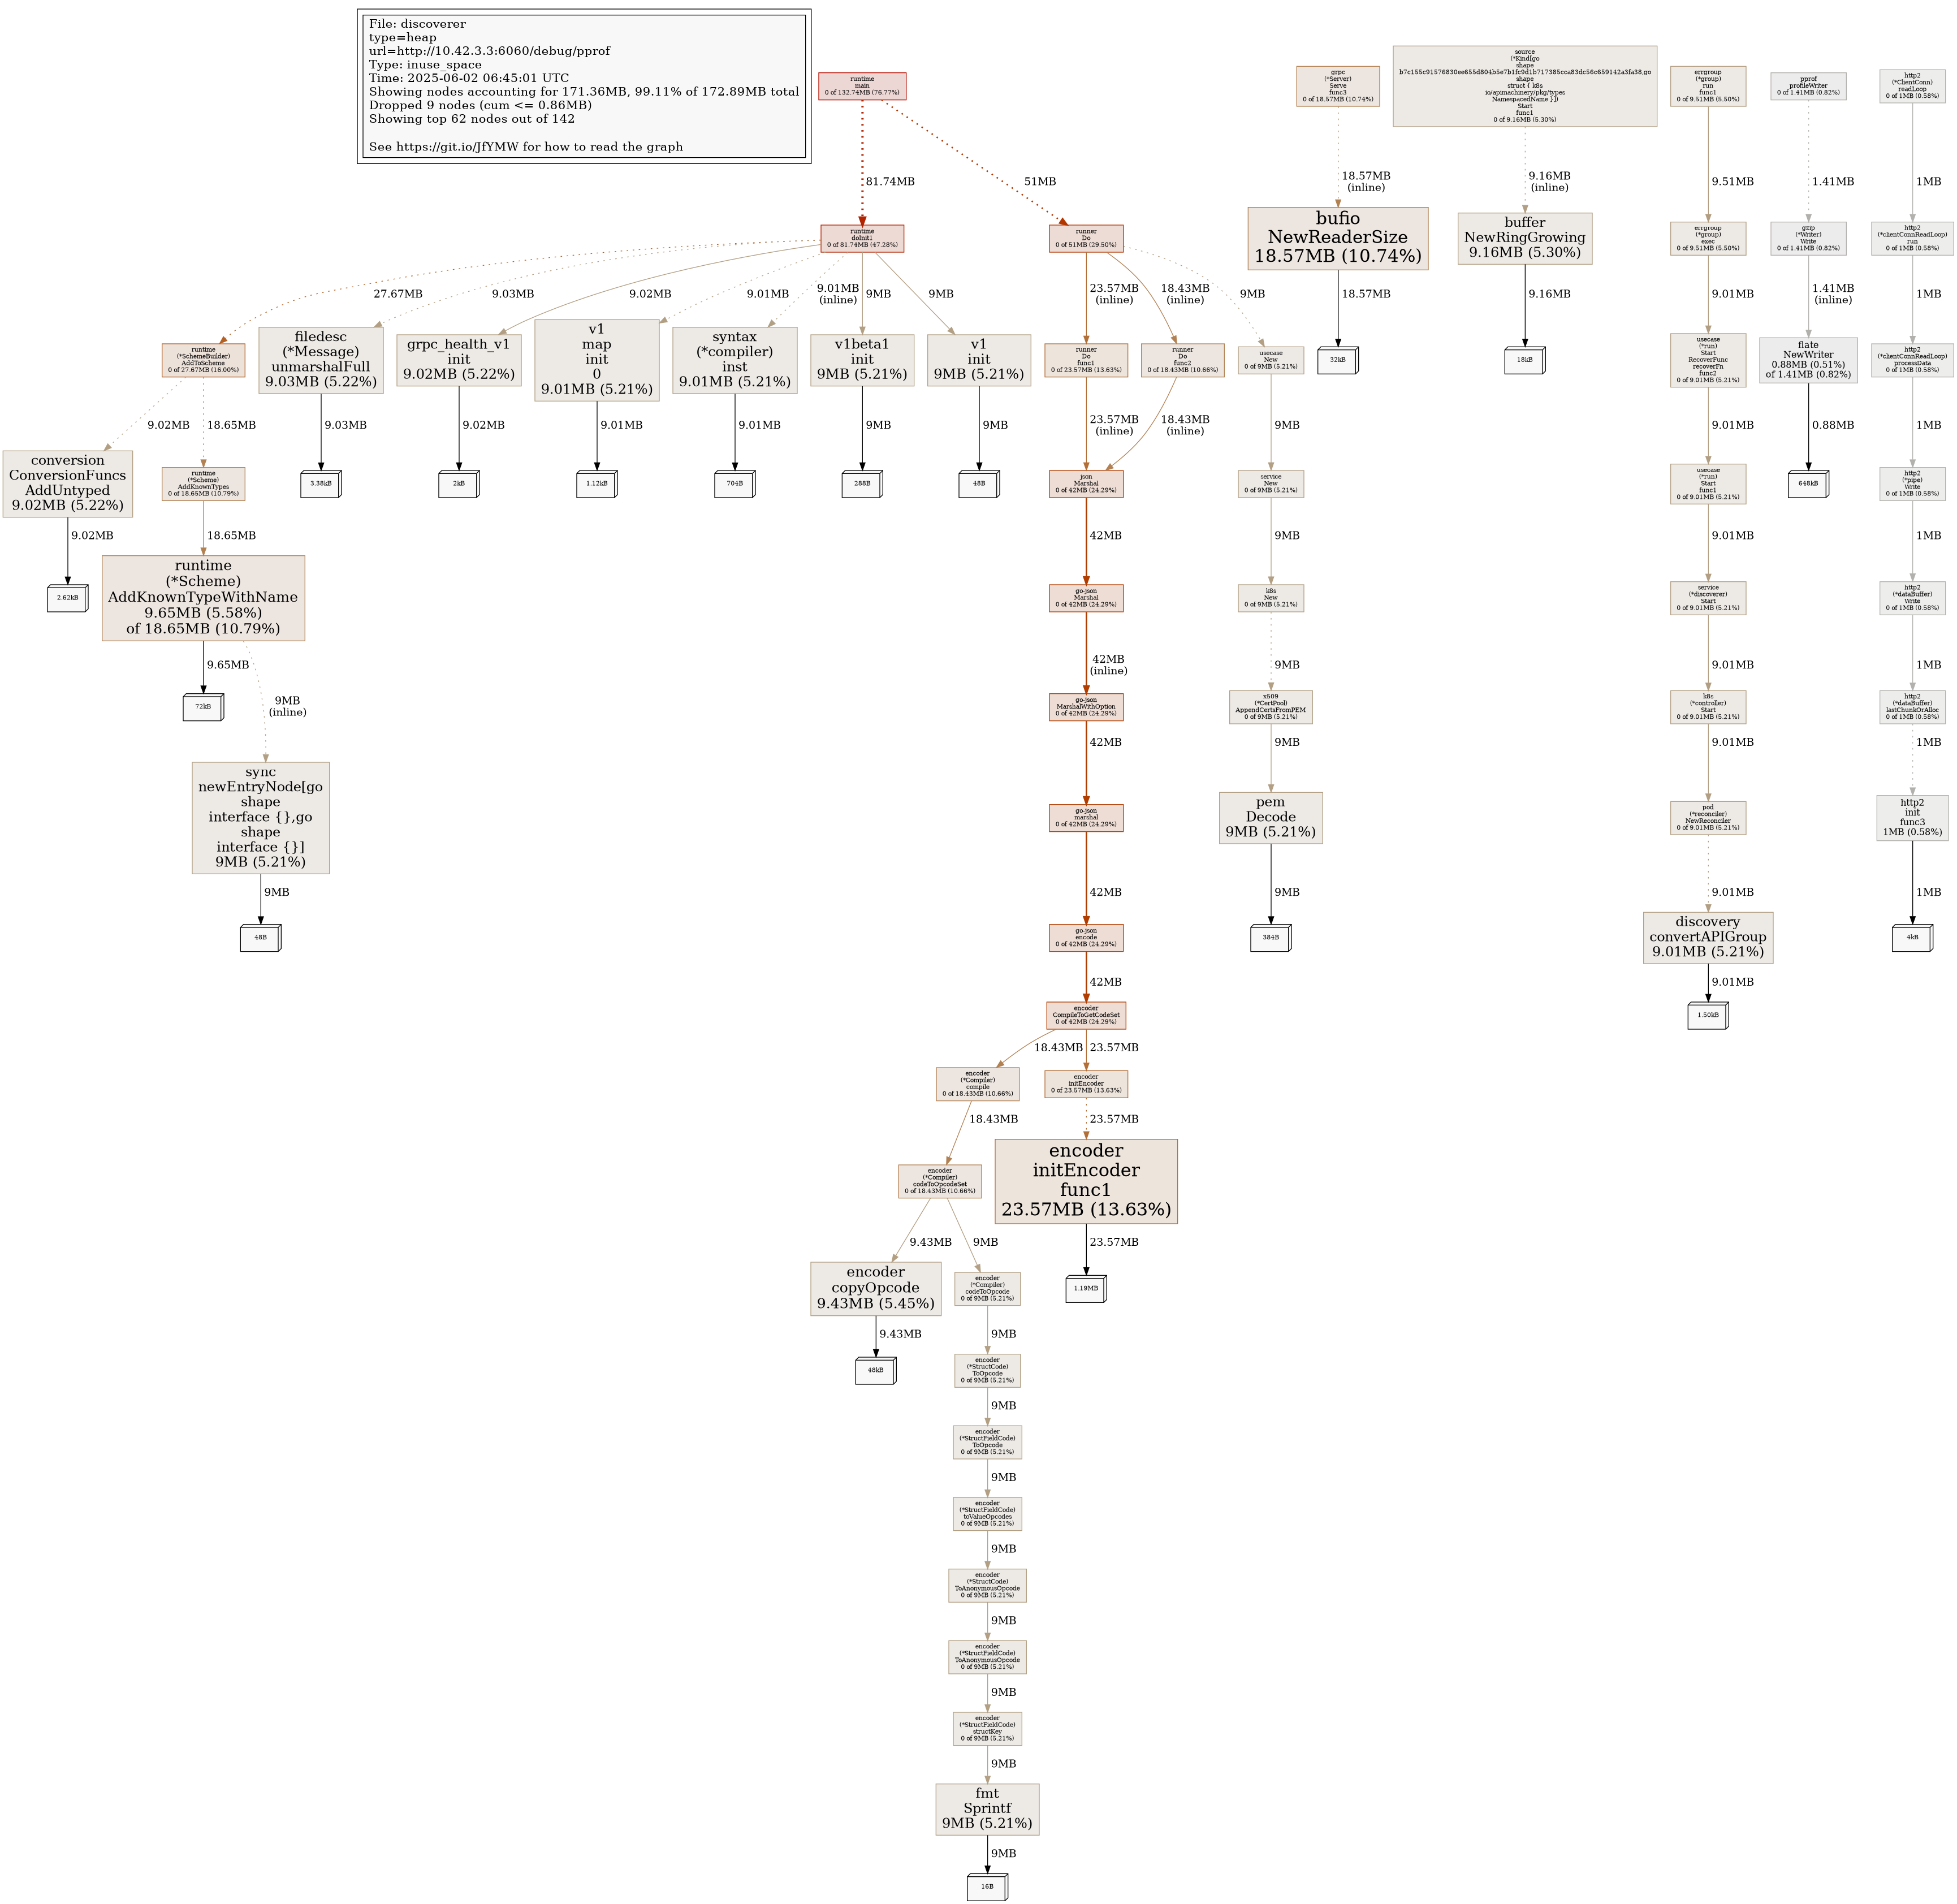 File: discoverer
type=heap
url=http://10.42.3.3:6060/debug/pprof
Type: inuse_space
Time: 2025-06-02 06:45:01 UTC
Showing nodes accounting for 171.36MB, 99.11% of 172.89MB total
Dropped 9 nodes (cum <= 0.86MB)
Showing top 62 nodes out of 142
See https://git.io/JfYMW for how to read the graph
runtime
main
0 of 132.74MB (76.77%)
grpc
(*Server)
Serve
func3
0 of 18.57MB (10.74%)
source
(*Kind[go
shape
b7c155c91576830ee655d804b5e7b1fc9d1b717385cca83dc56c659142a3fa38,go
shape
struct { k8s
io/apimachinery/pkg/types
NamespacedName }])
Start
func1
0 of 9.16MB (5.30%)
errgroup
(*group)
run
func1
0 of 9.51MB (5.50%)
pprof
profileWriter
0 of 1.41MB (0.82%)
http2
(*ClientConn)
readLoop
0 of 1MB (0.58%)
81.74MB
51MB
18.57MB
(inline)
9.16MB
(inline)
9.51MB
1.41MB
1MB
runtime
doInit1
0 of 81.74MB (47.28%)
runner
Do
0 of 51MB (29.50%)
bufio
NewReaderSize
18.57MB (10.74%)
buffer
NewRingGrowing
9.16MB (5.30%)
errgroup
(*group)
exec
0 of 9.51MB (5.50%)
gzip
(*Writer)
Write
0 of 1.41MB (0.82%)
http2
(*clientConnReadLoop)
run
0 of 1MB (0.58%)
27.67MB
9.03MB
9.02MB
9.01MB
9.01MB
(inline)
9MB
9MB
23.57MB
(inline)
18.43MB
(inline)
9MB
18.57MB
9.16MB
9.01MB
1.41MB
(inline)
1MB
runtime
(*SchemeBuilder)
AddToScheme
0 of 27.67MB (16.00%)
filedesc
(*Message)
unmarshalFull
9.03MB (5.22%)
grpc_health_v1
init
9.02MB (5.22%)
v1
map
init
0
9.01MB (5.21%)
syntax
(*compiler)
inst
9.01MB (5.21%)
v1beta1
init
9MB (5.21%)
v1
init
9MB (5.21%)
runner
Do
func1
0 of 23.57MB (13.63%)
runner
Do
func2
0 of 18.43MB (10.66%)
usecase
New
0 of 9MB (5.21%)
32kB
18kB
usecase
(*run)
Start
RecoverFunc
recoverFn
func2
0 of 9.01MB (5.21%)
flate
NewWriter
0.88MB (0.51%)
of 1.41MB (0.82%)
http2
(*clientConnReadLoop)
processData
0 of 1MB (0.58%)
9.02MB
18.65MB
9.03MB
9.02MB
9.01MB
9.01MB
9MB
9MB
23.57MB
(inline)
18.43MB
(inline)
9MB
9.01MB
0.88MB
1MB
conversion
ConversionFuncs
AddUntyped
9.02MB (5.22%)
runtime
(*Scheme)
AddKnownTypes
0 of 18.65MB (10.79%)
3.38kB
2kB
1.12kB
704B
288B
48B
json
Marshal
0 of 42MB (24.29%)
service
New
0 of 9MB (5.21%)
usecase
(*run)
Start
func1
0 of 9.01MB (5.21%)
648kB
http2
(*pipe)
Write
0 of 1MB (0.58%)
9.02MB
18.65MB
42MB
9MB
9.01MB
1MB
2.62kB
runtime
(*Scheme)
AddKnownTypeWithName
9.65MB (5.58%)
of 18.65MB (10.79%)
go-json
Marshal
0 of 42MB (24.29%)
k8s
New
0 of 9MB (5.21%)
service
(*discoverer)
Start
0 of 9.01MB (5.21%)
http2
(*dataBuffer)
Write
0 of 1MB (0.58%)
9.65MB
9MB
(inline)
42MB
(inline)
9MB
9.01MB
1MB
72kB
go-json
MarshalWithOption
0 of 42MB (24.29%)
x509
(*CertPool)
AppendCertsFromPEM
0 of 9MB (5.21%)
k8s
(*controller)
Start
0 of 9.01MB (5.21%)
http2
(*dataBuffer)
lastChunkOrAlloc
0 of 1MB (0.58%)
42MB
9MB
9.01MB
1MB
sync
newEntryNode[go
shape
interface {},go
shape
interface {}]
9MB (5.21%)
go-json
marshal
0 of 42MB (24.29%)
pem
Decode
9MB (5.21%)
pod
(*reconciler)
NewReconciler
0 of 9.01MB (5.21%)
http2
init
func3
1MB (0.58%)
9MB
42MB
9MB
9.01MB
1MB
48B
go-json
encode
0 of 42MB (24.29%)
384B
discovery
convertAPIGroup
9.01MB (5.21%)
4kB
42MB
9.01MB
encoder
CompileToGetCodeSet
0 of 42MB (24.29%)
1.50kB
18.43MB
23.57MB
encoder
(*Compiler)
compile
0 of 18.43MB (10.66%)
encoder
initEncoder
0 of 23.57MB (13.63%)
18.43MB
23.57MB
encoder
(*Compiler)
codeToOpcodeSet
0 of 18.43MB (10.66%)
encoder
initEncoder
func1
23.57MB (13.63%)
9.43MB
9MB
23.57MB
encoder
copyOpcode
9.43MB (5.45%)
encoder
(*Compiler)
codeToOpcode
0 of 9MB (5.21%)
1.19MB
9.43MB
9MB
48kB
encoder
(*StructCode)
ToOpcode
0 of 9MB (5.21%)
9MB
encoder
(*StructFieldCode)
ToOpcode
0 of 9MB (5.21%)
9MB
encoder
(*StructFieldCode)
toValueOpcodes
0 of 9MB (5.21%)
9MB
encoder
(*StructCode)
ToAnonymousOpcode
0 of 9MB (5.21%)
9MB
encoder
(*StructFieldCode)
ToAnonymousOpcode
0 of 9MB (5.21%)
9MB
encoder
(*StructFieldCode)
structKey
0 of 9MB (5.21%)
9MB
fmt
Sprintf
9MB (5.21%)
9MB
16B